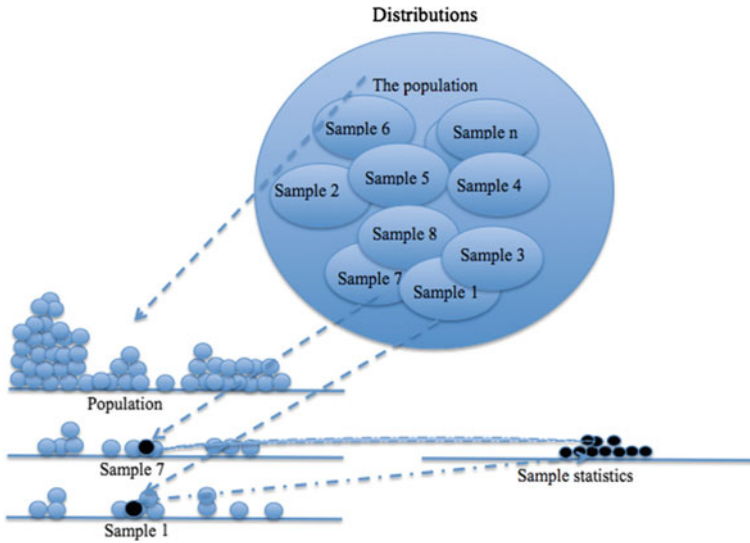 Distributions
The population
Sample 6
Sample n
Sample 5
Sample 2
Sample 4
Sample 8
Sample 3
Sample 7
Sample 1
Population
Sample 7
Sample statistics
Sample 1